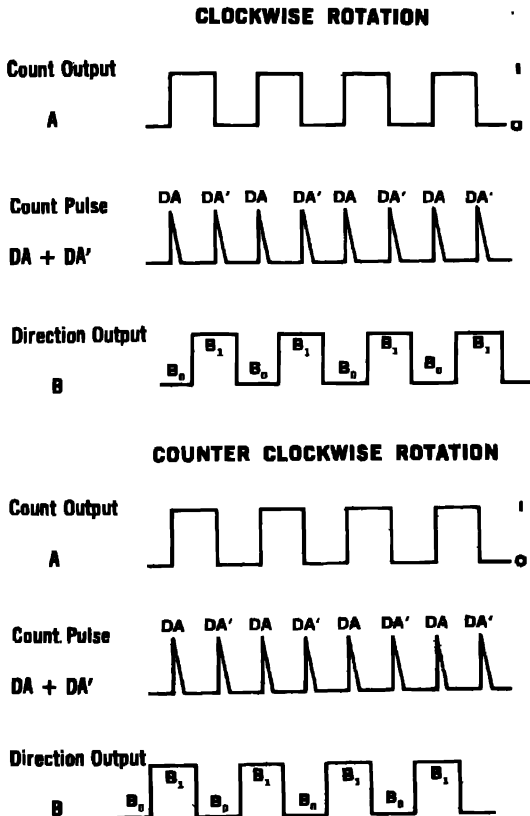 CLOCKWISE ROTATION
Count Output
1
A
0
DA DA' DA DA' DA DA' DA DA'
Count Pulse
DA + DA'
Direction Output
B₀ B₁ B₀ B₁ B₀ B₁ B₀ B₁
B
COUNTER CLOCKWISE ROTATION
Count Output
1
A
0
DA DA' DA DA' DA DA' DA DA'
Count Pulse
DA + DA'
Direction Output
B₀ B₁ B₀ B₁ B₀ B₁ B₀ B₁
B